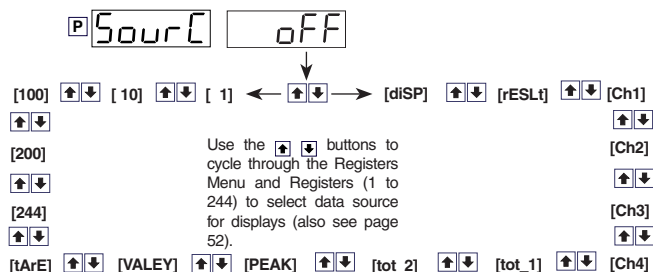 P SourC oFF
[100] [ 10] [ 1] [diSP] [rESLt] [Ch1]
[200] [Ch2]
Use the buttons to
cycle through the Registers
Menu and Registers (1 to
244) to select data source
for displays (also see page
52).
[244] [Ch3]
[tArE] [VALEY] [PEAK] [tot_2] [tot_1] [Ch4]